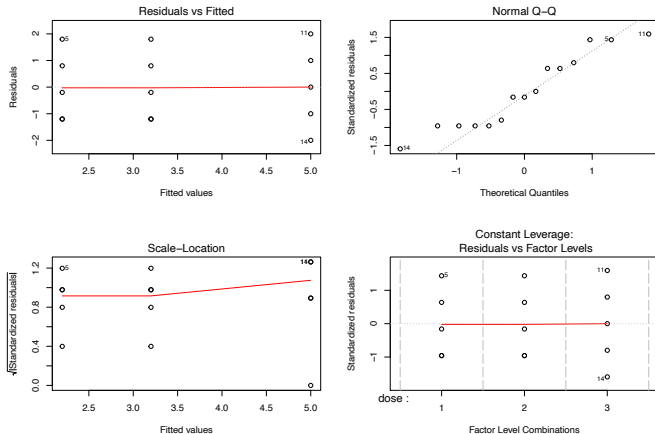 Residuals vs Fitted
Residuals
2
1
0
-1
-2
5
11
14
2.5 3.0 3.5 4.0 4.5 5.0
Fitted values
Normal Q-Q
Standardized residuals
1.5
0.5
-0.5
-1.5
14
5
11
-1 0 1
Theoretical Quantiles
Scale-Location
√|Standardized residuals|
1.2
0.8
0.4
0.0
5
14
2.5 3.0 3.5 4.0 4.5 5.0
Fitted values
Constant Leverage:
Residuals vs Factor Levels
Standardized residuals
1
0
-1
5
11
14
dose :
1 2 3
Factor Level Combinations